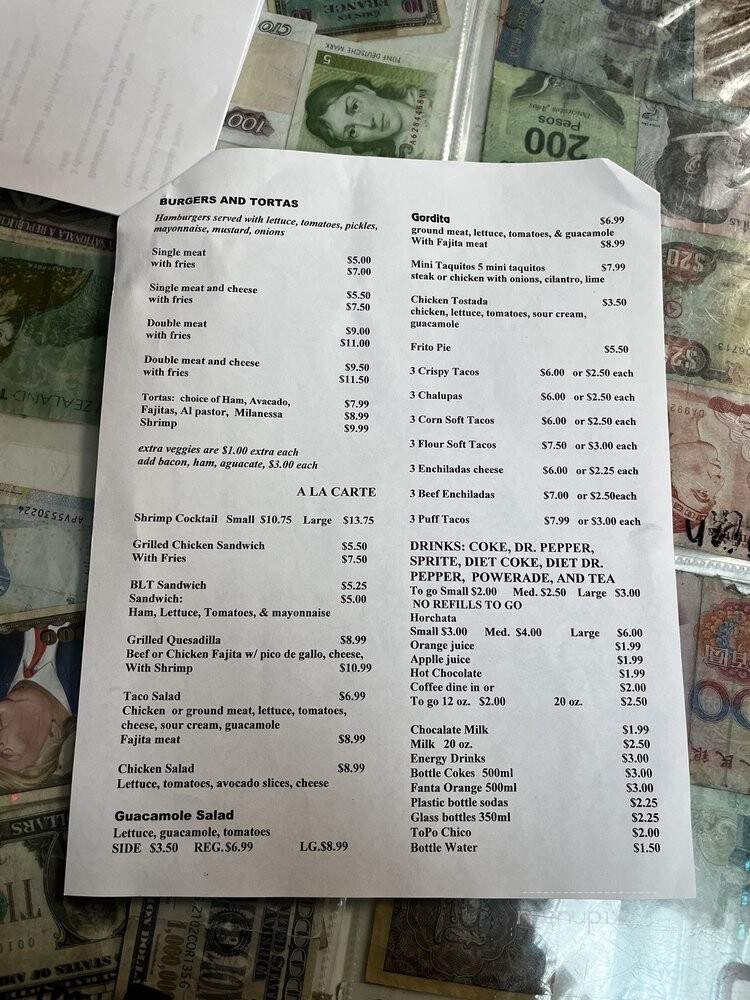 BURGERS AND TORTAS
Hamburgers served with lettuce, tomatoes, pickles,
mayonnaise, mustard, onions
Single meat $5.00
with fries $7.00
Single meat and cheese $5.50
with fries $7.50
Double meat $9.00
with fries $11.00
Double meat and cheese $9.50
with fries $11.50
Tortas: choice of Ham, Avacado, $7.99
Fajitas, Al pastor, Milanessa $8.99
Shrimp $9.99
extra veggies are $1.00 extra each
add bacon, ham, aguacate, $3.00 each
A LA CARTE
Shrimp Cocktail Small $10.75 Large $13.75
Grilled Chicken Sandwich $5.50
With Fries $7.50
BLT Sandwich $5.25
Sandwich: $5.00
Ham, Lettuce, Tomatoes, & mayonnaise
Grilled Quesadilla $8.99
Beef or Chicken Fajita w/ pico de gallo, cheese,
With Shrimp $10.99
Taco Salad $6.99
Chicken or ground meat, lettuce, tomatoes,
cheese, sour cream, guacamole
Fajita meat $8.99
Chicken Salad $8.99
Lettuce, tomatoes, avocado slices, cheese
Guacamole Salad
Lettuce, guacamole, tomatoes
SIDE $3.50 REG.$6.99 LG.$8.99
Gordita $6.99
ground meat, lettuce, tomatoes, & guacamole
With Fajita meat $8.99
Mini Taquitos 5 mini taquitos $7.99
steak or chicken with onions, cilantro, lime
Chicken Tostada $3.50
chicken, lettuce, tomatoes, sour cream,
guacamole
Frito Pie $5.50
3 Crispy Tacos $6.00 or $2.50 each
3 Chalupas $6.00 or $2.50 each
3 Corn Soft Tacos $6.00 or $2.50 each
3 Flour Soft Tacos $7.50 or $3.00 each
3 Enchiladas cheese $6.00 or $2.25 each
3 Beef Enchiladas $7.00 or $2.50each
3 Puff Tacos $7.99 or $3.00 each
DRINKS: COKE, DR. PEPPER,
SPRITE, DIET COKE, DIET DR.
PEPPER, POWERADE, AND TEA
To go Small $2.00 Med. $2.50 Large $3.00
NO REFILLS TO GO
Horchata
Small $3.00 Med. $4.00 Large $6.00
Orange juice $1.99
Applle juice $1.99
Hot Chocolate $1.99
Coffee dine in or $2.00
To go 12 oz. $2.00 20 oz. $2.50
Chocalate Milk $1.99
Milk 20 oz. $2.50
Energy Drinks $3.00
Bottle Cokes 500ml $3.00
Fanta Orange 500ml $3.00
Plastic bottle sodas $2.25
Glass bottles 350ml $2.25
ToPo Chico $2.00
Bottle Water $1.50
FÜNF DEUTSCHE MARK
5
100
200
Pesos